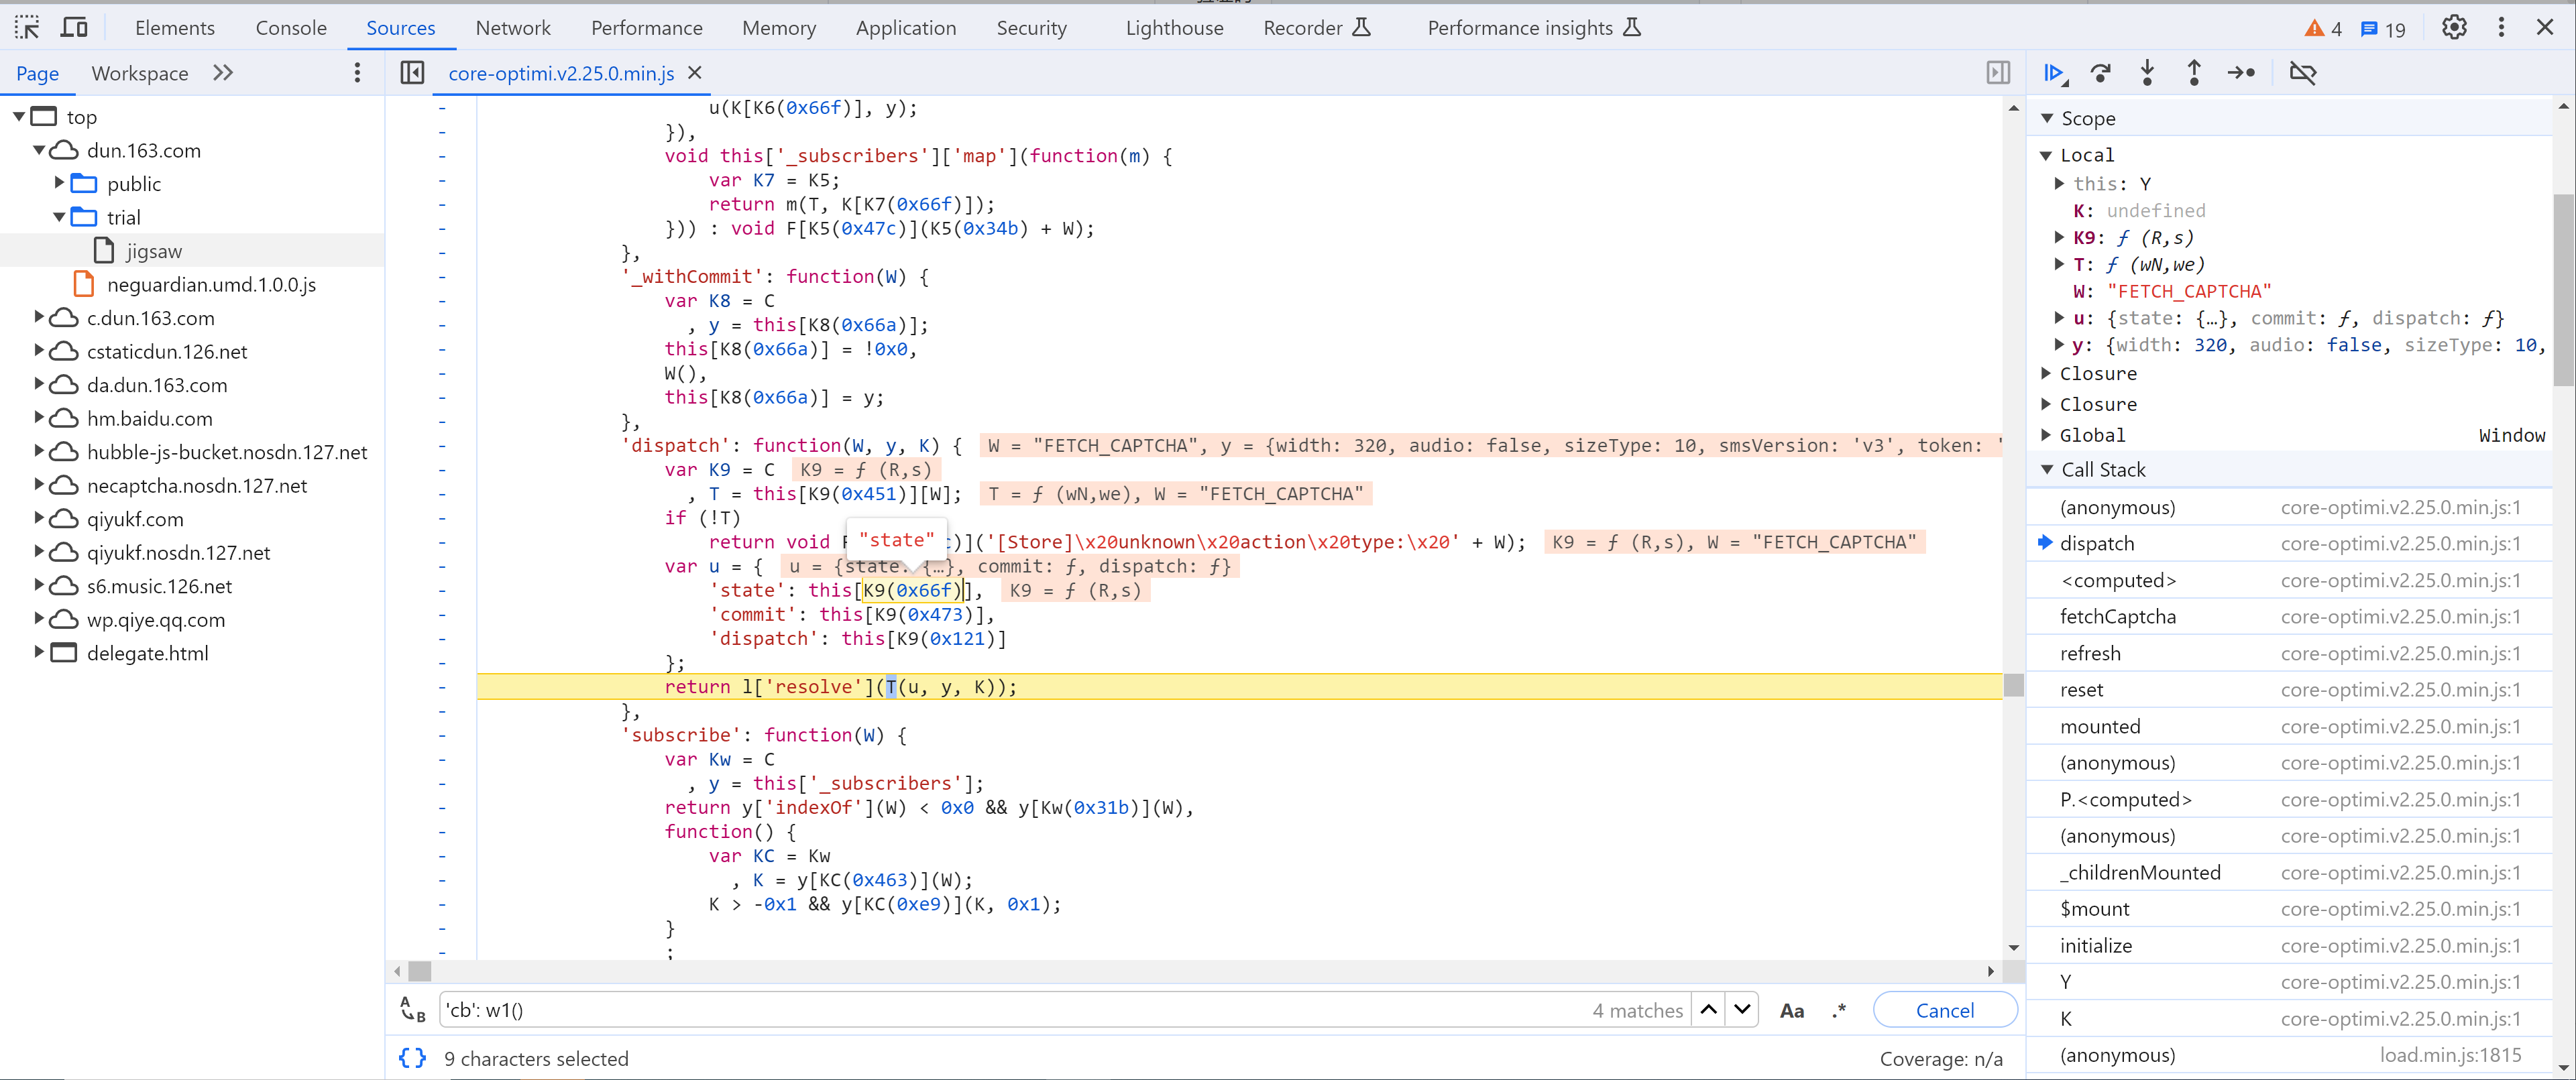 Elements Console Sources Network Performance Memory Application Security Lighthouse Recorder Performance insights 4 19
Page Workspace
core-optimi.v2.25.0.min.js
top
dun.163.com
public
trial
jigsaw
neguardian.umd.1.0.0.js
c.dun.163.com
cstaticdun.126.net
da.dun.163.com
hm.baidu.com
hubble-js-bucket.nosdn.127.net
necaptcha.nosdn.127.net
qiyukf.com
qiyukf.nosdn.127.net
s6.music.126.net
wp.qiye.qq.com
delegate.html
u(K[K6(0x66f)], y);
}),
void this['_subscribers']['map'](function(m) {
var K7 = K5;
return m(T, K[K7(0x66f)]);
})) : void F[K5(0x47c)](K5(0x34b) + W);
},
'_withCommit': function(W) {
var K8 = C
, y = this[K8(0x66a)];
this[K8(0x66a)] = !0x0,
W(),
this[K8(0x66a)] = y;
},
'dispatch': function(W, y, K) { W = "FETCH_CAPTCHA", y = {width: 320, audio: false, sizeType: 10, smsVersion: 'v3', token: '
var K9 = C K9 = ƒ (R,s)
, T = this[K9(0x451)][W]; T = ƒ (wN,we), W = "FETCH_CAPTCHA"
if (!T)
"state"
return void F c)]('[Store]\x20unknown\x20action\x20type:\x20' + W); K9 = ƒ (R,s), W = "FETCH_CAPTCHA"
var u = { u = {state: {…}, commit: ƒ, dispatch: ƒ}
'state': this[K9(0x66f)], K9 = ƒ (R,s)
'commit': this[K9(0x473)],
'dispatch': this[K9(0x121)]
};
return l['resolve'](T(u, y, K));
},
'subscribe': function(W) {
var Kw = C
, y = this['_subscribers'];
return y['indexOf'](W) < 0x0 && y[Kw(0x31b)](W),
function() {
var KC = Kw
, K = y[KC(0x463)](W);
K > -0x1 && y[KC(0xe9)](K, 0x1);
}
;
'cb': w1() 4 matches Aa .* Cancel
{} 9 characters selected Coverage: n/a
Scope
Local
this: Y
K: undefined
K9: ƒ (R,s)
T: ƒ (wN,we)
W: "FETCH_CAPTCHA"
u: {state: {…}, commit: ƒ, dispatch: ƒ}
y: {width: 320, audio: false, sizeType: 10,
Closure
Closure
Global Window
Call Stack
(anonymous) core-optimi.v2.25.0.min.js:1
dispatch core-optimi.v2.25.0.min.js:1
<computed> core-optimi.v2.25.0.min.js:1
fetchCaptcha core-optimi.v2.25.0.min.js:1
refresh core-optimi.v2.25.0.min.js:1
reset core-optimi.v2.25.0.min.js:1
mounted core-optimi.v2.25.0.min.js:1
(anonymous) core-optimi.v2.25.0.min.js:1
P.<computed> core-optimi.v2.25.0.min.js:1
(anonymous) core-optimi.v2.25.0.min.js:1
_childrenMounted core-optimi.v2.25.0.min.js:1
$mount core-optimi.v2.25.0.min.js:1
initialize core-optimi.v2.25.0.min.js:1
Y core-optimi.v2.25.0.min.js:1
K core-optimi.v2.25.0.min.js:1
(anonymous) load.min.js:1815